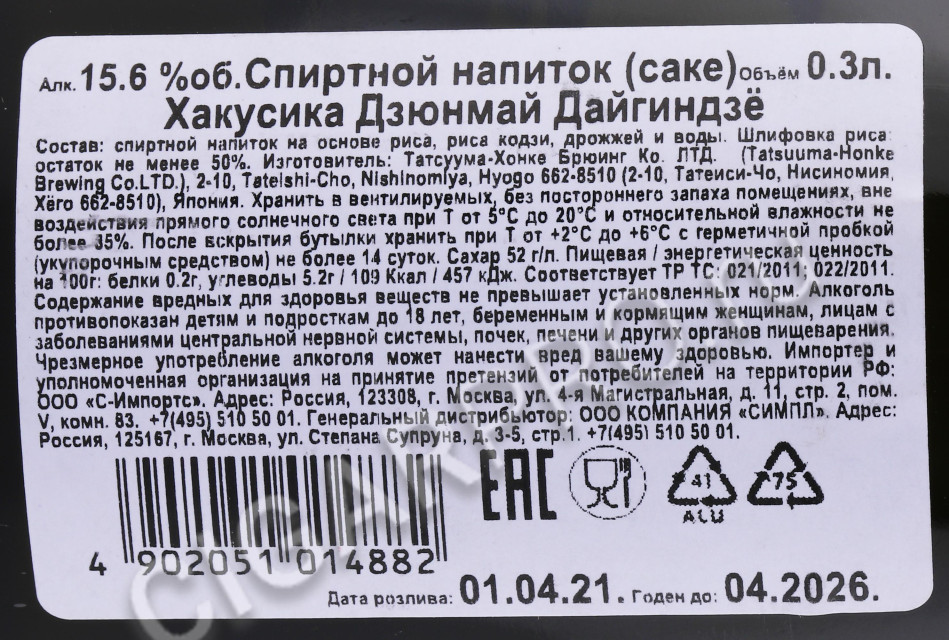 Алк. 15.6 %об. Спиртной напиток (саке) Объём 0.3л.
Хакусика Дзюнмай Дайгиндзё
Состав: спиртной напиток на основе риса, риса кодзи, дрожжей и воды. Шлифовка риса:
остаток не менее 50%. Изготовитель: Татсуума-Хонке Брюинг Ко. ЛТД. (Tatsuuma-Honke
Brewing Co.LTD.), 2-10, Tateishi-Cho, Nishinomiya, Hyogo 662-8510 (2-10, Татеиси-Чо, Нисиномия,
Хёго 662-8510), Япония. Хранить в вентилируемых, без постороннего запаха помещениях, вне
воздействия прямого солнечного света при Т от 5°С до 20°С и относительной влажности не
более 35%. После вскрытия бутылки хранить при Т от +2°С до +6°С с герметичной пробкой
(укупорочным средством) не более 14 суток. Сахар 52 г/л. Пищевая / энергетическая ценность
на 100г: белки 0.2г, углеводы 5.2г / 109 Ккал / 457 кДж. Соответствует ТР ТС: 021/2011; 022/2011.
Содержание вредных для здоровья веществ не превышает установленных норм. Алкоголь
противопоказан детям и подросткам до 18 лет, беременным и кормящим женщинам, лицам с
заболеваниями центральной нервной системы, почек, печени и других органов пищеварения.
Чрезмерное употребление алкоголя может нанести вред вашему здоровью. Импортер и
уполномоченная организация на принятие претензий от потребителей на территории РФ:
ООО «С-Импортс». Адрес: Россия, 123308, г. Москва, ул. 4-я Магистральная, д. 11, стр. 2, пом.
V, комн. 83. +7(495) 510 50 01. Генеральный дистрибьютор: ООО КОМПАНИЯ «СИМПЛ». Адрес:
Россия, 125167, г. Москва, ул. Степана Супруна, д. 3-5, стр.1. +7(495) 510 50 01.
EAC
41
ALU
75
4 902051 014882
Дата розлива: 01.04.21. Годен до: 04.2026.
CIGARPRO.ru